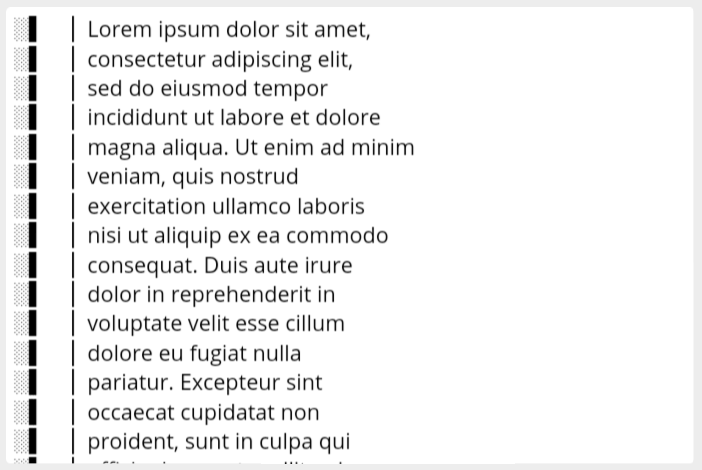 ░▌ │ Lorem ipsum dolor sit amet,
░▌ │ consectetur adipiscing elit,
░▌ │ sed do eiusmod tempor
░▌ │ incididunt ut labore et dolore
░▌ │ magna aliqua. Ut enim ad minim
░▌ │ veniam, quis nostrud
░▌ │ exercitation ullamco laboris
░▌ │ nisi ut aliquip ex ea commodo
░▌ │ consequat. Duis aute irure
░▌ │ dolor in reprehenderit in
░▌ │ voluptate velit esse cillum
░▌ │ dolore eu fugiat nulla
░▌ │ pariatur. Excepteur sint
░▌ │ occaecat cupidatat non
░▌ │ proident, sunt in culpa qui